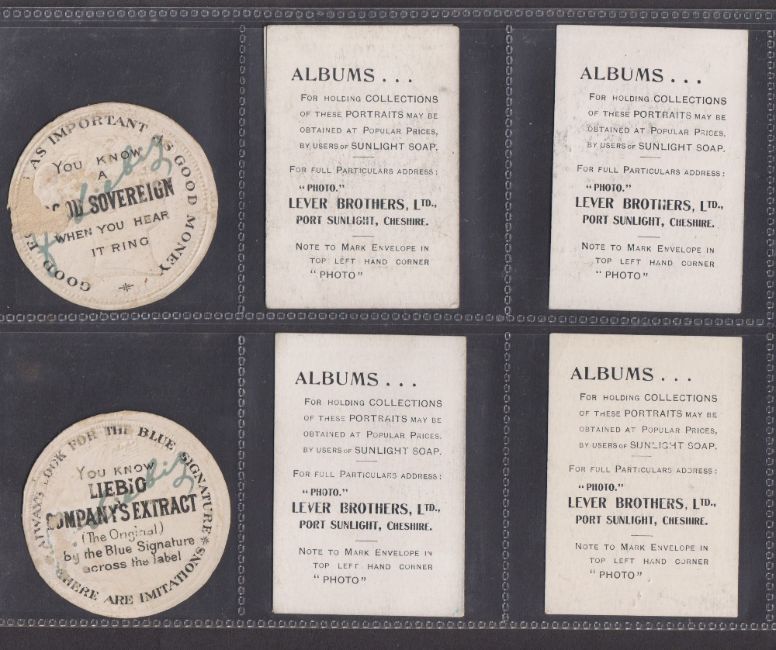 GOOD
AS IMPORTANT AS GOOD MONEY
YOU KNOW
A
SOVEREIGN
WHEN YOU HEAR
IT RING
Liebig
ALBUMS...
FOR HOLDING COLLECTIONS
OF THESE PORTRAITS MAY BE
OBTAINED AT POPULAR PRICES,
BY USERS OF SUNLIGHT SOAP.
FOR FULL PARTICULARS ADDRESS:
"PHOTO."
LEVER BROTHERS, LTD.,
PORT SUNLIGHT, CHESHIRE.
NOTE TO MARK ENVELOPE IN
TOP LEFT HAND CORNER
"PHOTO"
ALBUMS...
FOR HOLDING COLLECTIONS
OF THESE PORTRAITS MAY BE
OBTAINED AT POPULAR PRICES,
BY USERS OF SUNLIGHT SOAP.
FOR FULL PARTICULARS ADDRESS:
"PHOTO."
LEVER BROTHERS, LTD.,
PORT SUNLIGHT, CHESHIRE.
NOTE TO MARK ENVELOPE IN
TOP LEFT HAND CORNER
"PHOTO"
ALWAYS LOOK FOR THE BLUE SIGNATURE
THERE ARE IMITATIONS
YOU KNOW
LIEBIG
COMPANY'S EXTRACT
(The Original)
by the Blue Signature
across the label
Liebig
ALBUMS...
FOR HOLDING COLLECTIONS
OF THESE PORTRAITS MAY BE
OBTAINED AT POPULAR PRICES,
BY USERS OF SUNLIGHT SOAP.
FOR FULL PARTICULARS ADDRESS:
"PHOTO."
LEVER BROTHERS, LTD.,
PORT SUNLIGHT, CHESHIRE.
NOTE TO MARK ENVELOPE IN
TOP LEFT HAND CORNER
"PHOTO"
ALBUMS...
FOR HOLDING COLLECTIONS
OF THESE PORTRAITS MAY BE
OBTAINED AT POPULAR PRICES,
BY USERS OF SUNLIGHT SOAP.
FOR FULL PARTICULARS ADDRESS:
"PHOTO."
LEVER BROTHERS, LTD.,
PORT SUNLIGHT, CHESHIRE.
NOTE TO MARK ENVELOPE IN
TOP LEFT HAND CORNER
"PHOTO"